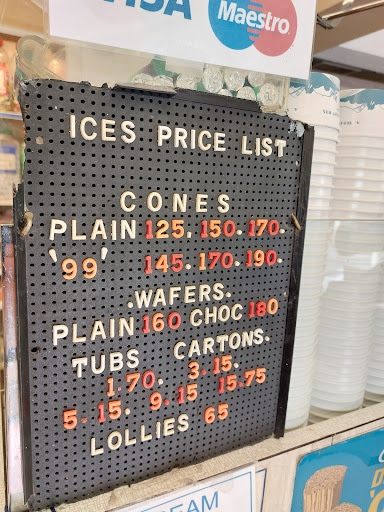 VISA Maestro
ICES PRICE LIST
CONES
PLAIN 125. 150. 170.
'99' 145. 170. 190.
.WAFERS.
PLAIN 160 CHOC 180
TUBS CARTONS.
1.70. 3.15.
5.15. 9.15 15.75
LOLLIES 65
EAM